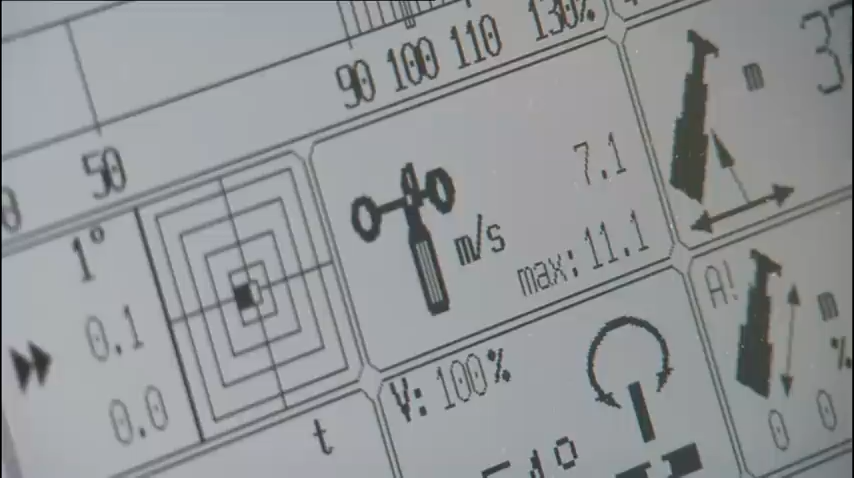 90 100 110 130%
50
1°
0.1
0.0
7.1
m/s
max: 11.1
m
A!
m
%
0 0
V: 100%
t